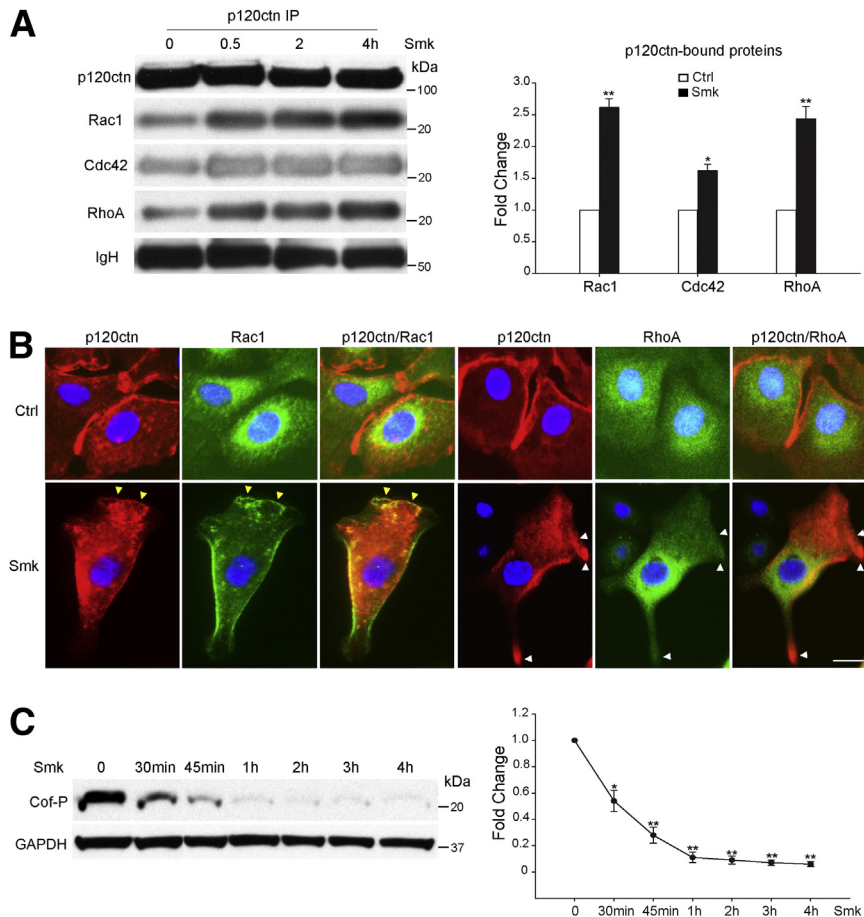 A
p120ctn IP
0 0.5 2 4h Smk
kDa
p120ctn
100
Rac1
20
Cdc42
20
RhoA
20
IgH
50
p120ctn-bound proteins
Ctrl
Smk
Fold Change
3.0
2.5
2.0
1.5
1.0
0.5
0
**
*
**
Rac1 Cdc42 RhoA
B
p120ctn Rac1 p120ctn/Rac1 p120ctn RhoA p120ctn/RhoA
Ctrl
Smk
C
Smk 0 30min 45min 1h 2h 3h 4h
kDa
Cof-P
20
GAPDH
37
Fold Change
1.2
1.0
0.8
0.6
0.4
0.2
0
*
**
**
**
**
**
0 30min 45min 1h 2h 3h 4h Smk